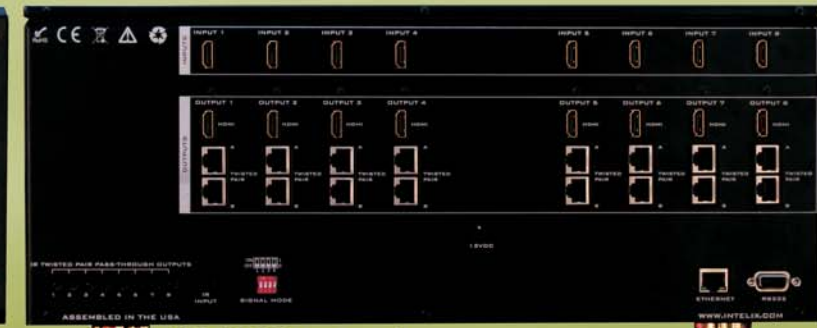 RoHS CE
INPUTS
INPUT 1 INPUT 2 INPUT 3 INPUT 4 INPUT 5 INPUT 6 INPUT 7 INPUT 8
OUTPUTS
OUTPUT 1 OUTPUT 2 OUTPUT 3 OUTPUT 4 OUTPUT 5 OUTPUT 6 OUTPUT 7 OUTPUT 8
HDMI HDMI HDMI HDMI HDMI HDMI HDMI HDMI
A A A A A A A A
TWISTED PAIR TWISTED PAIR TWISTED PAIR TWISTED PAIR TWISTED PAIR TWISTED PAIR TWISTED PAIR TWISTED PAIR
B B B B B B B B
IR TWISTED PAIR PASS-THROUGH OUTPUTS
1 2 3 4 5 6 7 8
IR INPUT
SIGNAL MODE
ETHERNET
RS232
ASSEMBLED IN THE USA
WWW.INTELIX.COM